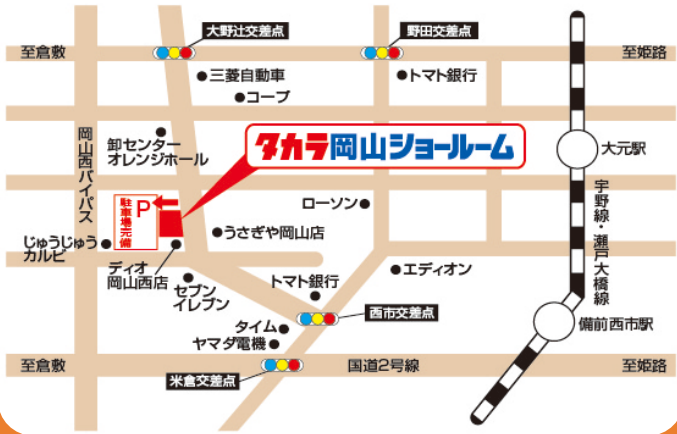 大野辻交差点
野田交差点
至倉敷
至姫路
三菱自動車
トマト銀行
コープ
岡山西バイパス
卸センター
オレンジホール
タカラ岡山ショールーム
大元駅
P
駐車場完備
ローソン
宇野線・瀬戸大橋線
うさぎや岡山店
じゅうじゅう
カルビ
ディオ
岡山西店
エディオン
セブン
イレブン
トマト銀行
西市交差点
備前西市駅
タイム
ヤマダ電機
至倉敷
国道2号線
至姫路
米倉交差点